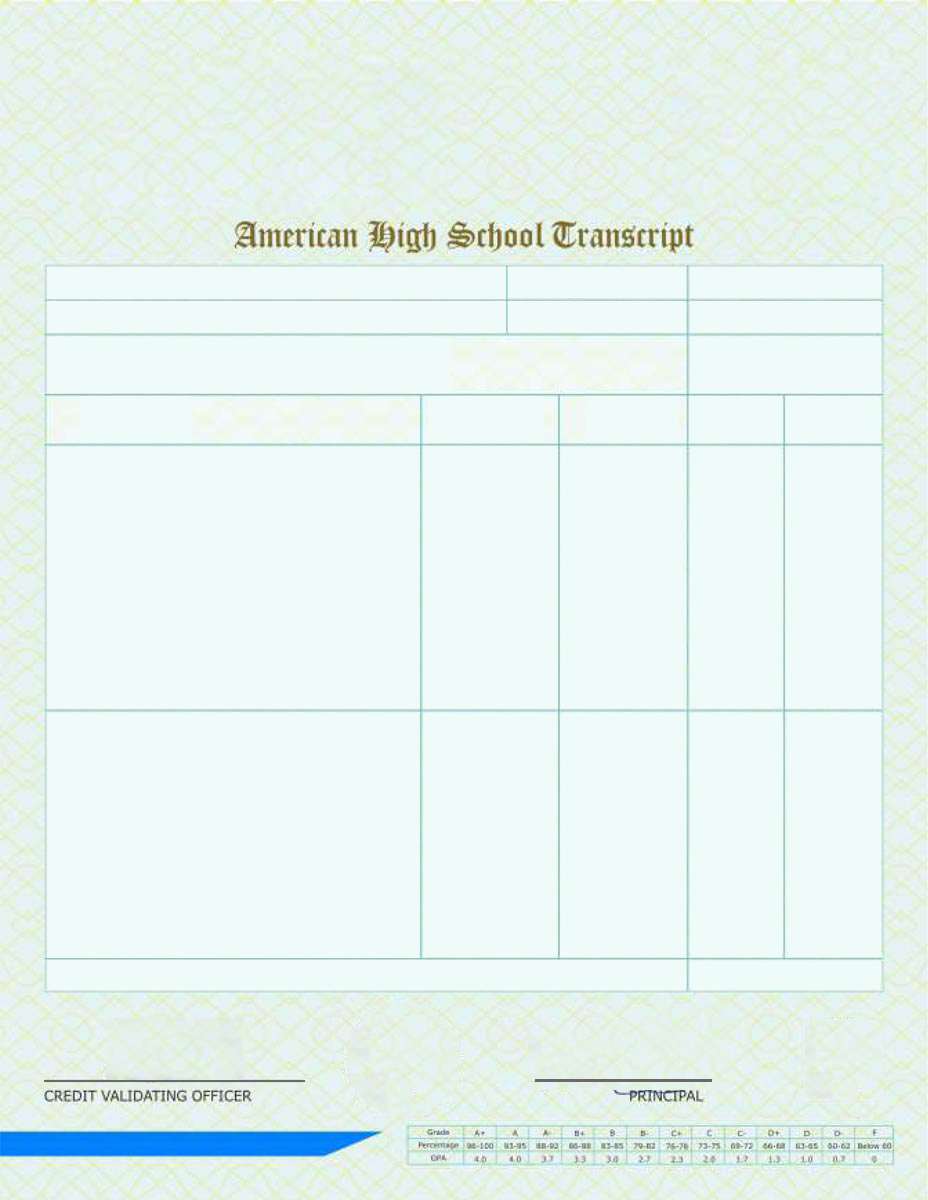 American High School Transcript
CREDIT VALIDATING OFFICER
PRINCIPAL
Grade A+ A A- B+ B B- C+ C C- D+ D D- F
Percentage 96-100 93-95 88-92 86-88 83-85 79-82 76-78 73-75 69-72 66-68 63-65 60-62 Below 60
GPA 4.0 4.0 3.7 3.3 3.0 2.7 2.3 2.0 1.7 1.3 1.0 0.7 0